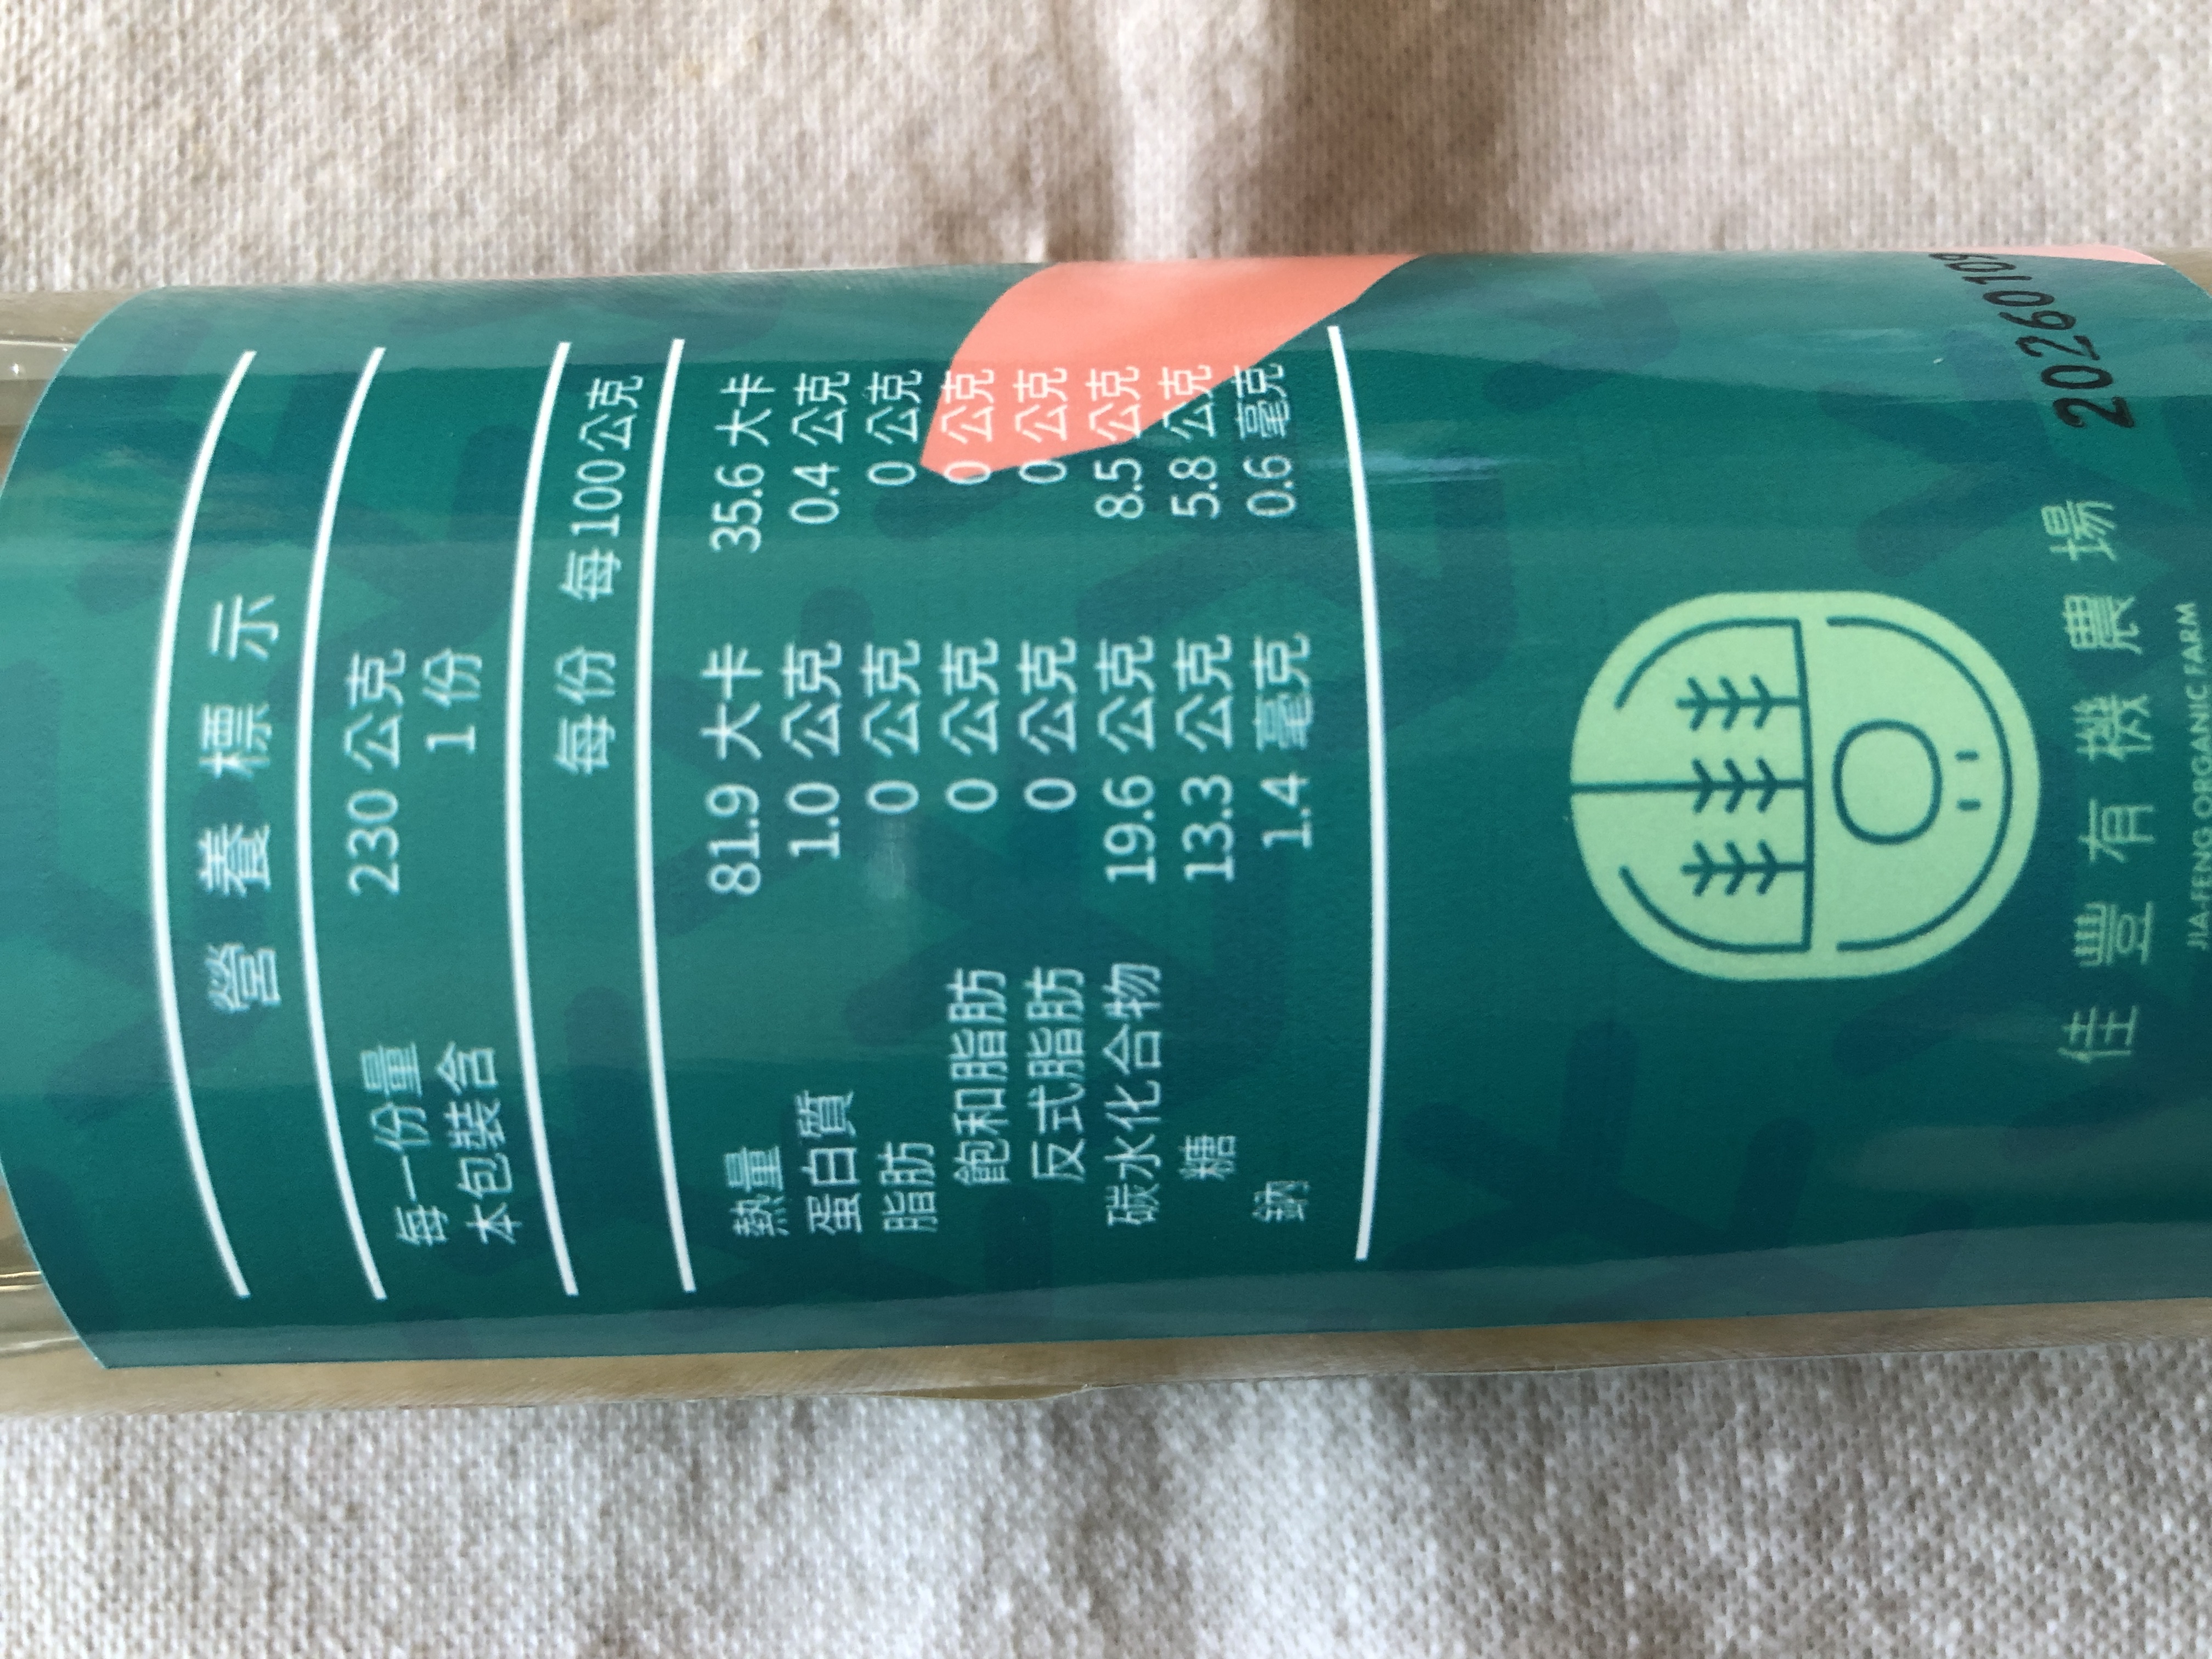 營養標示
每一份量 230 公克
本包裝含 1 份
每份 每100公克
熱量 81.9 大卡 35.6 大卡
蛋白質 1.0 公克 0.4 公克
脂肪 0 公克 0 公克
飽和脂肪 0 公克 0 公克
反式脂肪 0 公克 0 公克
碳水化合物 19.6 公克 8.5 公克
糖 13.3 公克 5.8 公克
鈉 1.4 毫克 0.6 毫克
20260109
佳豐有機農場
JIA-FENG ORGANIC FARM